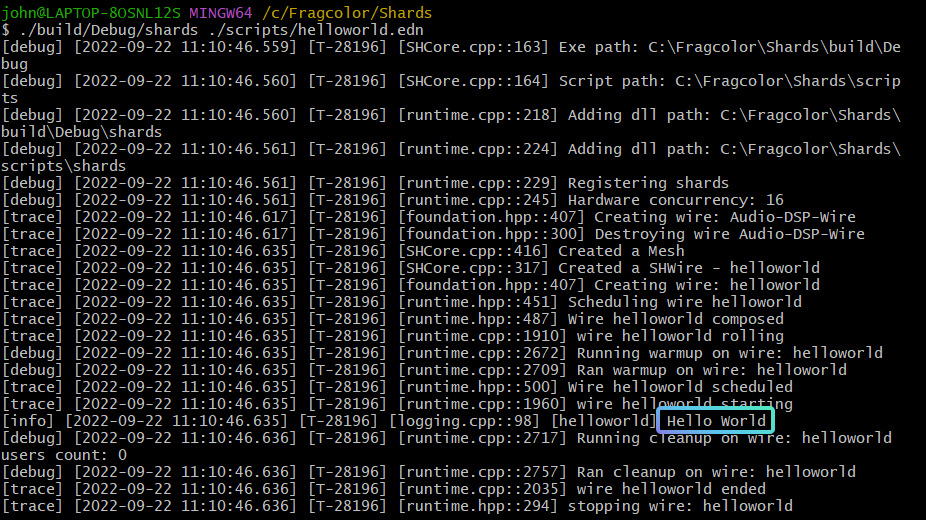 john@LAPTOP-8OSNL12S MINGW64 /c/Fragcolor/Shards
$ ./build/Debug/shards ./scripts/helloworld.edn
[debug] [2022-09-22 11:10:46.559] [T-28196] [SHCore.cpp::163] Exe path: C:\Fragcolor\Shards\build\De
bug
[debug] [2022-09-22 11:10:46.560] [T-28196] [SHCore.cpp::164] Script path: C:\Fragcolor\Shards\scrip
ts
[debug] [2022-09-22 11:10:46.560] [T-28196] [runtime.cpp::218] Adding dll path: C:\Fragcolor\Shards\
build\Debug\shards
[debug] [2022-09-22 11:10:46.561] [T-28196] [runtime.cpp::224] Adding dll path: C:\Fragcolor\Shards\
scripts\shards
[debug] [2022-09-22 11:10:46.561] [T-28196] [runtime.cpp::229] Registering shards
[debug] [2022-09-22 11:10:46.561] [T-28196] [runtime.cpp::245] Hardware concurrency: 16
[trace] [2022-09-22 11:10:46.617] [T-28196] [foundation.hpp::407] Creating wire: Audio-DSP-Wire
[trace] [2022-09-22 11:10:46.617] [T-28196] [foundation.hpp::300] Destroying wire Audio-DSP-Wire
[trace] [2022-09-22 11:10:46.635] [T-28196] [SHCore.cpp::416] Created a Mesh
[trace] [2022-09-22 11:10:46.635] [T-28196] [SHCore.cpp::317] Created a SHWire - helloworld
[trace] [2022-09-22 11:10:46.635] [T-28196] [foundation.hpp::407] Creating wire: helloworld
[trace] [2022-09-22 11:10:46.635] [T-28196] [runtime.hpp::451] Scheduling wire helloworld
[trace] [2022-09-22 11:10:46.635] [T-28196] [runtime.hpp::487] Wire helloworld composed
[trace] [2022-09-22 11:10:46.635] [T-28196] [runtime.cpp::1910] wire helloworld rolling
[debug] [2022-09-22 11:10:46.635] [T-28196] [runtime.cpp::2672] Running warmup on wire: helloworld
[debug] [2022-09-22 11:10:46.635] [T-28196] [runtime.cpp::2709] Ran warmup on wire: helloworld
[trace] [2022-09-22 11:10:46.635] [T-28196] [runtime.hpp::500] Wire helloworld scheduled
[trace] [2022-09-22 11:10:46.635] [T-28196] [runtime.cpp::1960] wire helloworld starting
[info] [2022-09-22 11:10:46.635] [T-28196] [logging.cpp::98] [helloworld] Hello World
[debug] [2022-09-22 11:10:46.636] [T-28196] [runtime.cpp::2717] Running cleanup on wire: helloworld
users count: 0
[debug] [2022-09-22 11:10:46.636] [T-28196] [runtime.cpp::2757] Ran cleanup on wire: helloworld
[trace] [2022-09-22 11:10:46.636] [T-28196] [runtime.cpp::2035] wire helloworld ended
[trace] [2022-09-22 11:10:46.636] [T-28196] [runtime.hpp::294] stopping wire: helloworld